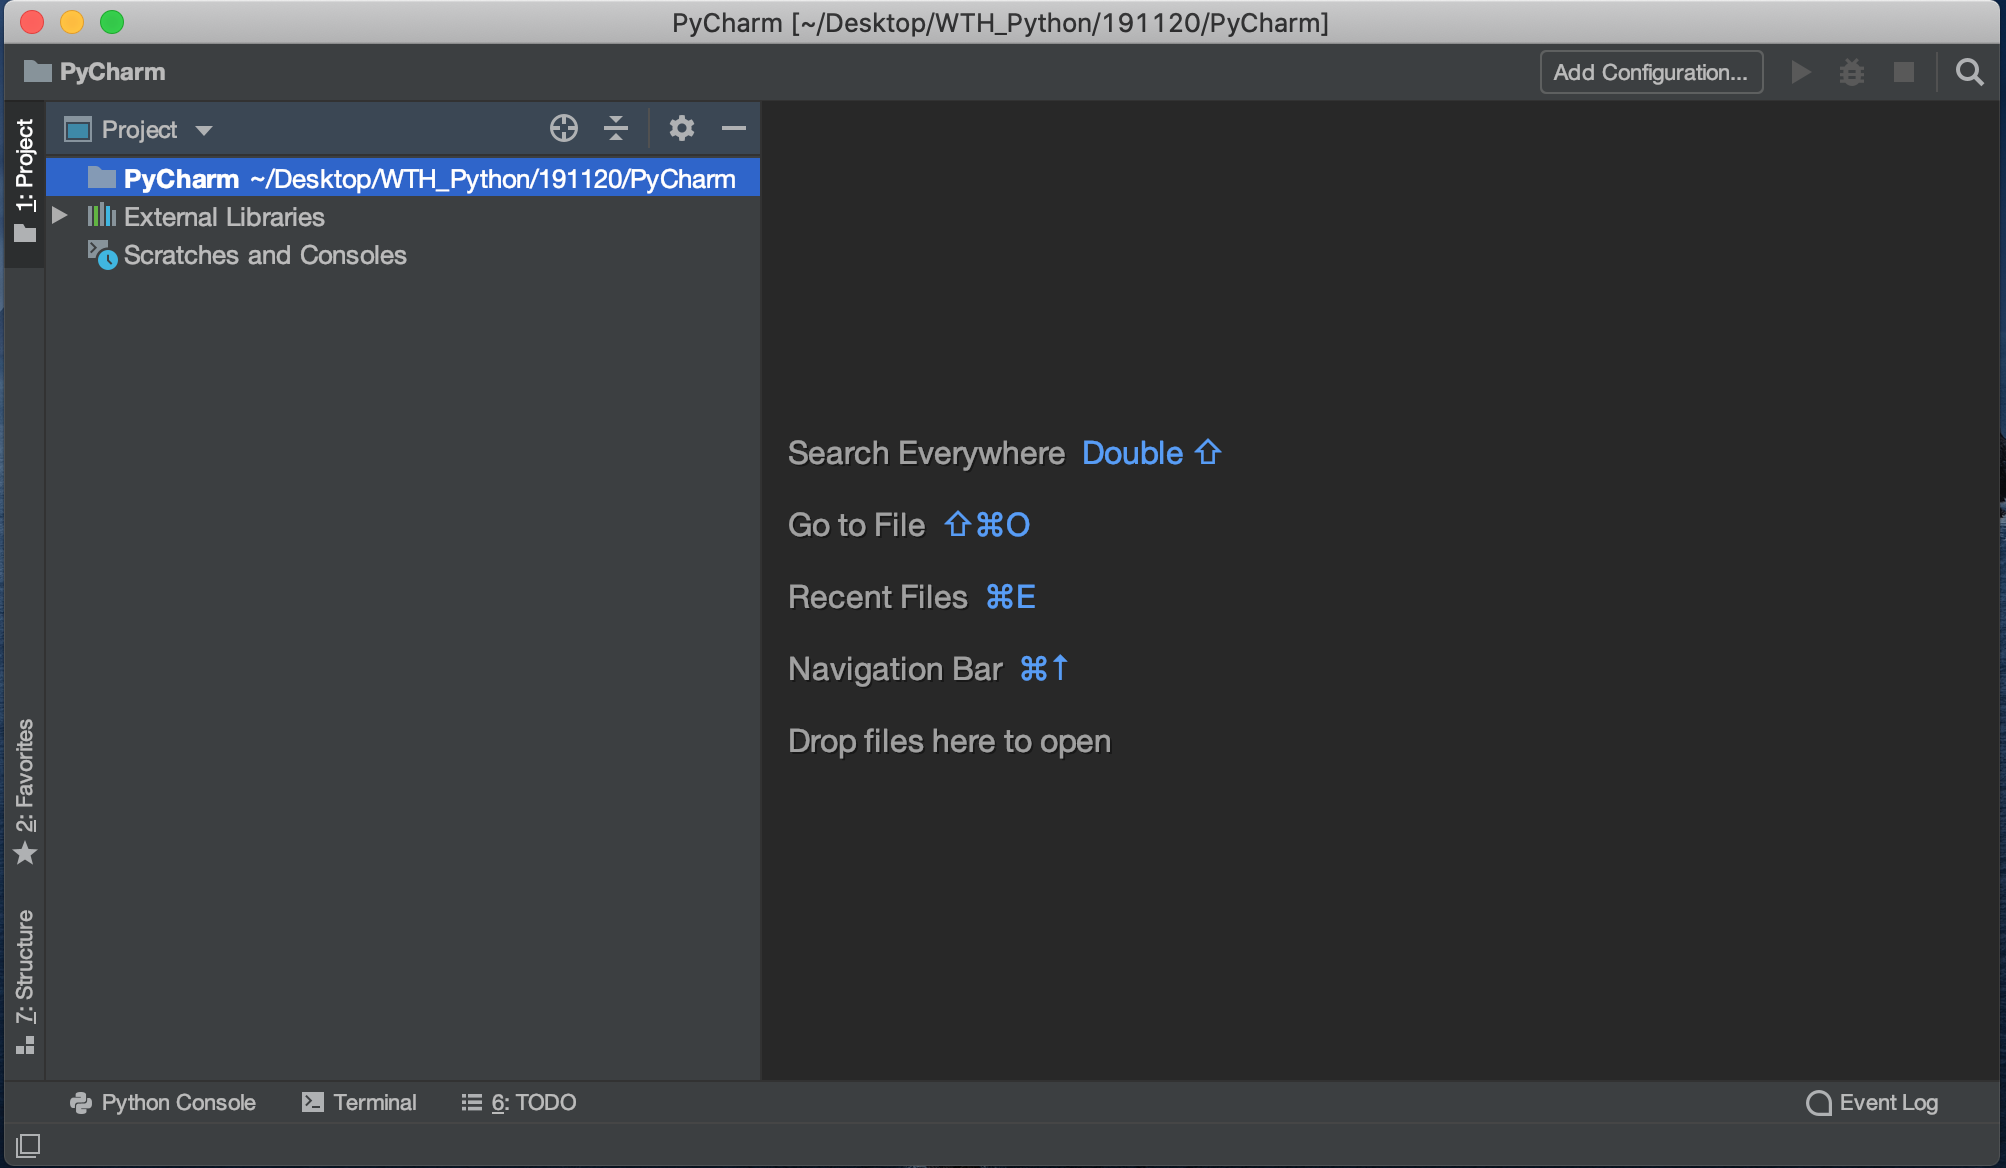 PyCharm [~/Desktop/WTH_Python/191120/PyCharm]
PyCharm
Add Configuration...
1: Project
Project
PyCharm ~/Desktop/WTH_Python/191120/PyCharm
External Libraries
Scratches and Consoles
Search Everywhere Double ⇧
Go to File ⇧⌘O
Recent Files ⌘E
Navigation Bar ⌘↑
Drop files here to open
2: Favorites
7: Structure
Python Console
Terminal
6: TODO
Event Log